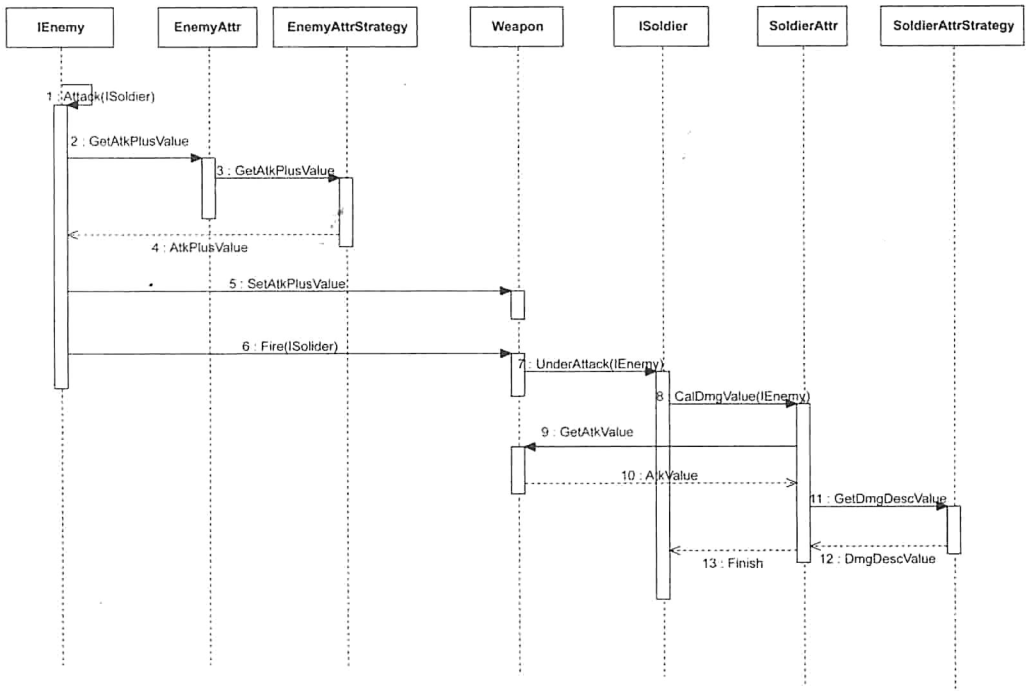 IEnemy
EnemyAttr
EnemyAttrStrategy
Weapon
ISoldier
SoldierAttr
SoldierAttrStrategy
1 : Attack(ISoldier)
2 : GetAtkPlusValue
3 : GetAtkPlusValue
4 : AtkPlusValue
5 : SetAtkPlusValue
6 : Fire(ISolider)
7 : UnderAttack(IEnemy)
8 : CalDmgValue(IEnemy)
9 : GetAtkValue
10 : AtkValue
11 : GetDmgDescValue
12 : DmgDescValue
13 : Finish